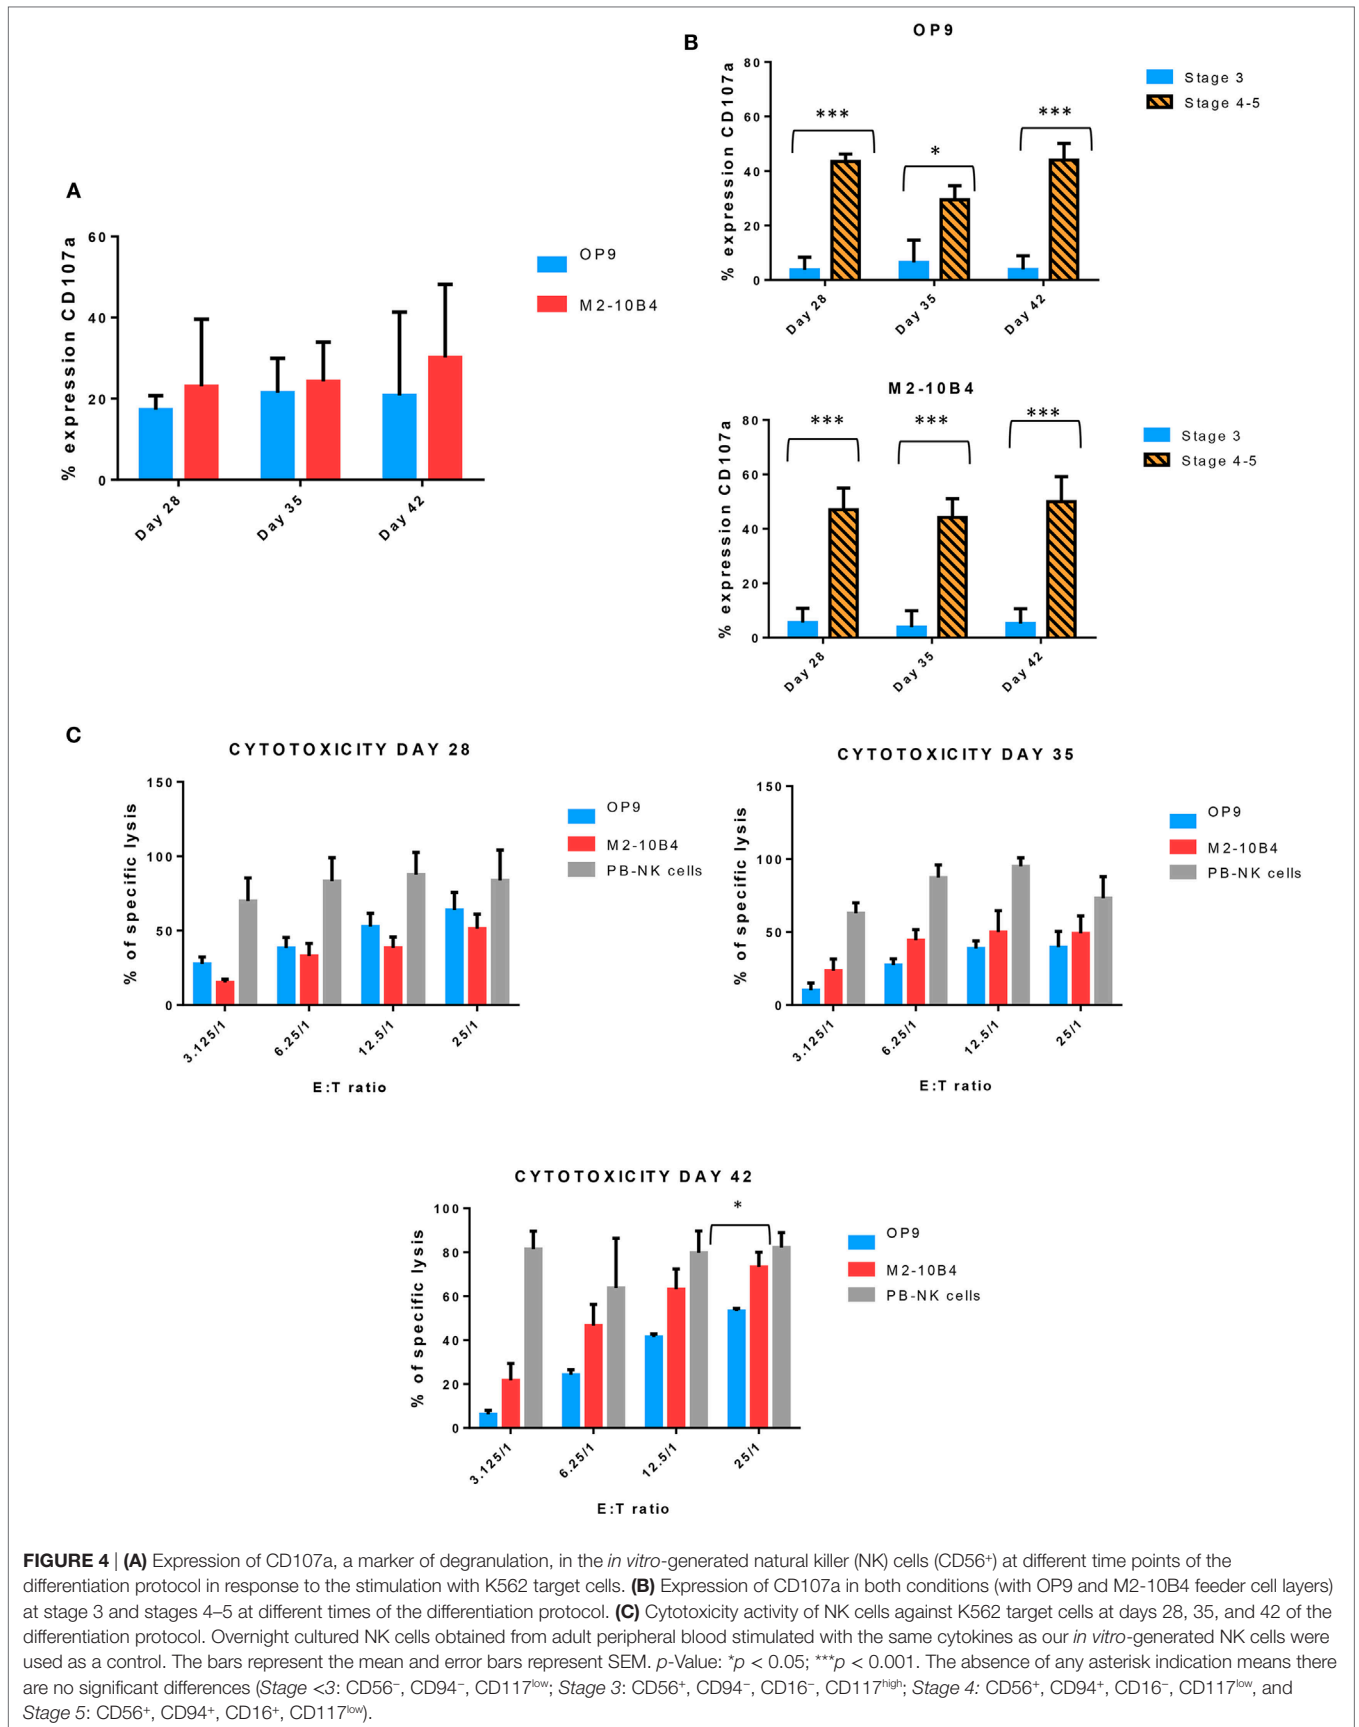 A
% expression CD107a
60
40
20
0
Day 28
Day 35
Day 42
OP9
M2-10B4
B
OP9
% expression CD107a
80
60
40
20
0
***
*
***
Day 28
Day 35
Day 42
Stage 3
Stage 4-5
M2-10B4
% expression CD107a
80
60
40
20
0
***
***
***
Day 28
Day 35
Day 42
Stage 3
Stage 4-5
C
CYTOTOXICITY DAY 28
% of specific lysis
150
100
50
0
3.125/1
6.25/1
12.5/1
25/1
E:T ratio
OP9
M2-10B4
PB-NK cells
CYTOTOXICITY DAY 35
% of specific lysis
150
100
50
0
3.125/1
6.25/1
12.5/1
25/1
E:T ratio
OP9
M2-10B4
PB-NK cells
CYTOTOXICITY DAY 42
% of specific lysis
100
80
60
40
20
0
*
3.125/1
6.25/1
12.5/1
25/1
E:T ratio
OP9
M2-10B4
PB-NK cells
FIGURE 4 | (A) Expression of CD107a, a marker of degranulation, in the in vitro-generated natural killer (NK) cells (CD56⁺) at different time points of the
differentiation protocol in response to the stimulation with K562 target cells. (B) Expression of CD107a in both conditions (with OP9 and M2-10B4 feeder cell layers)
at stage 3 and stages 4–5 at different times of the differentiation protocol. (C) Cytotoxicity activity of NK cells against K562 target cells at days 28, 35, and 42 of the
differentiation protocol. Overnight cultured NK cells obtained from adult peripheral blood stimulated with the same cytokines as our in vitro-generated NK cells were
used as a control. The bars represent the mean and error bars represent SEM. p-Value: *p < 0.05; ***p < 0.001. The absence of any asterisk indication means there
are no significant differences (Stage <3: CD56⁻, CD94⁻, CD117ˡᵒʷ; Stage 3: CD56⁺, CD94⁻, CD16⁻, CD117ʰⁱᵍʰ; Stage 4: CD56⁺, CD94⁺, CD16⁻, CD117ˡᵒʷ, and
Stage 5: CD56⁺, CD94⁺, CD16⁺, CD117ˡᵒʷ).